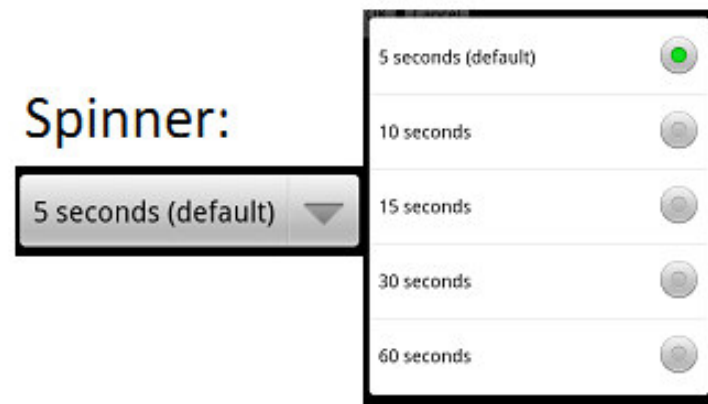 Spinner:
5 seconds (default)
5 seconds (default)
10 seconds
15 seconds
30 seconds
60 seconds